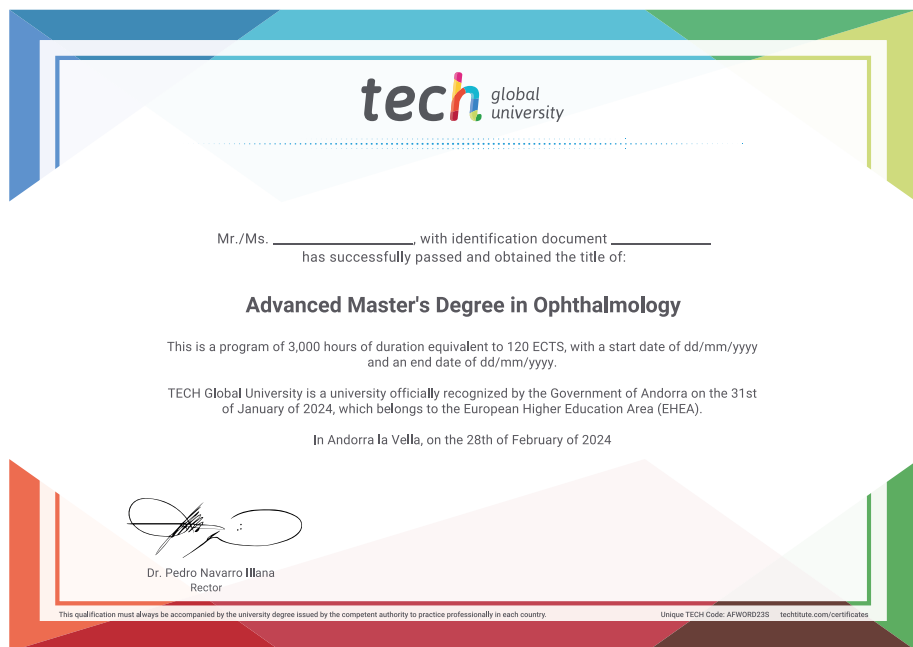 tech global university
Mr./Ms. ____________________, with identification document ______________
has successfully passed and obtained the title of:
Advanced Master's Degree in Ophthalmology
This is a program of 3,000 hours of duration equivalent to 120 ECTS, with a start date of dd/mm/yyyy
and an end date of dd/mm/yyyy.
TECH Global University is a university officially recognized by the Government of Andorra on the 31st
of January of 2024, which belongs to the European Higher Education Area (EHEA).
In Andorra la Vella, on the 28th of February of 2024
Dr. Pedro Navarro Illana
Rector
This qualification must always be accompanied by the university degree issued by the competent authority to practice professionally in each country.
Unique TECH Code: AFWORD23S techtitute.com/certificates